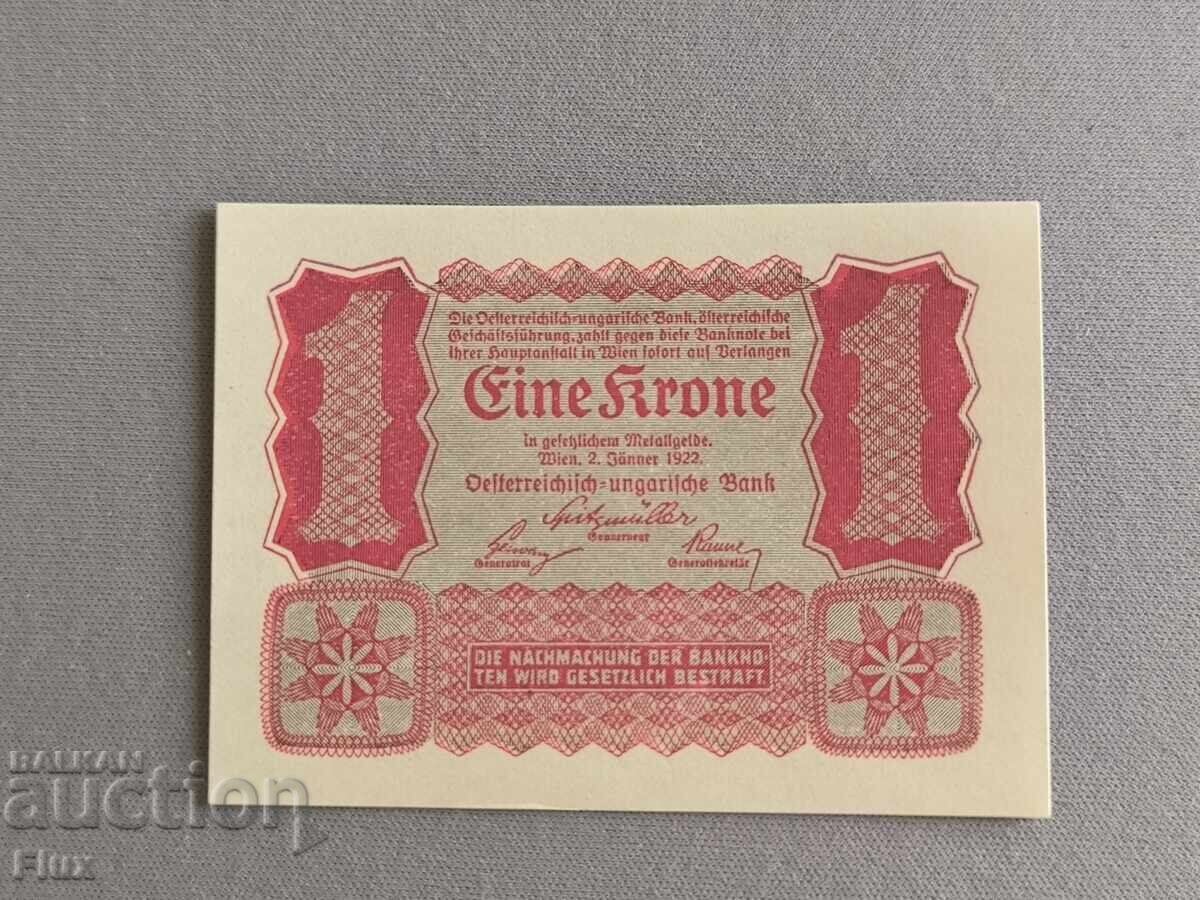 1
1
Die Oesterreichisch-ungarische Bank, österreichische
Geschäftsführung, zahlt gegen diese Banknote bei
ihrer Hauptanstalt in Wien sofort auf Verlangen
Eine Krone
in gesetzlichem Metallgelde.
Wien, 2. Jänner 1922.
Oesterreichisch-ungarische Bank
Spitzmüller
Gouverneur
Generalrat
Generalsekretär
DIE NACHMACHUNG DER BANKNO
TEN WIRD GESETZLICH BESTRAFT.
BALKAN
auction
Flux